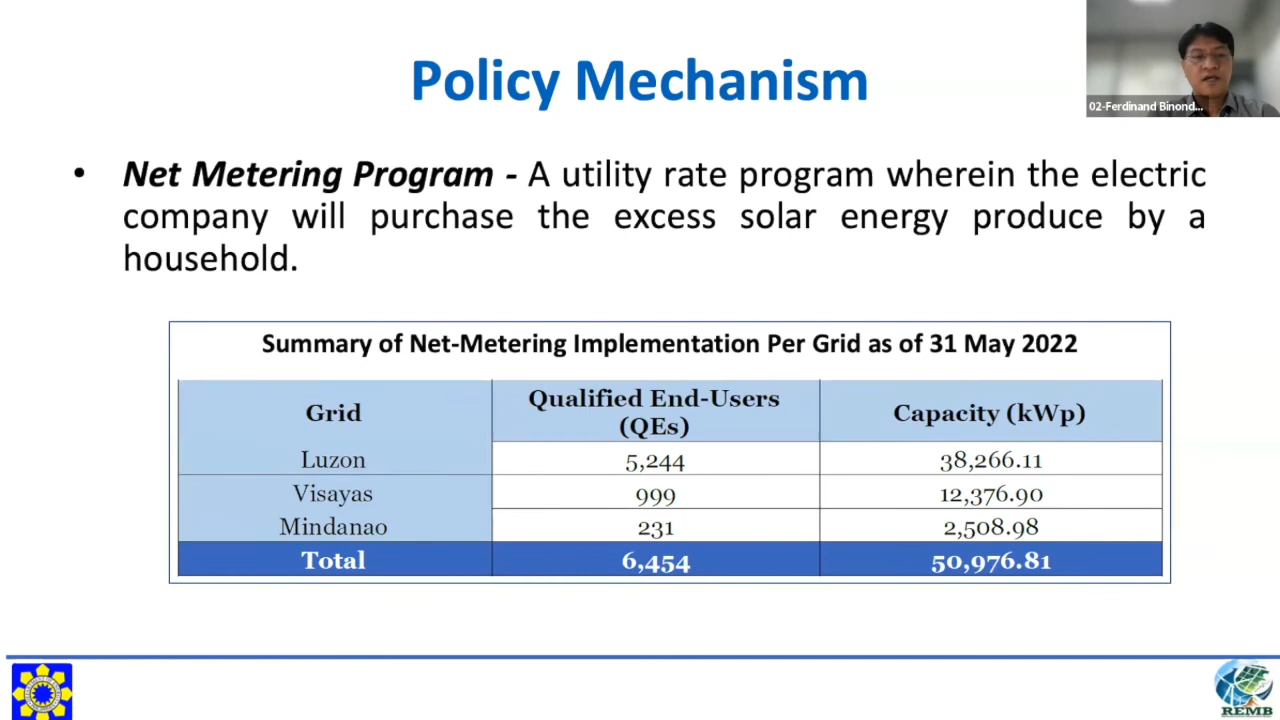 Policy Mechanism
02-Ferdinand Binond...
• Net Metering Program - A utility rate program wherein the electric
company will purchase the excess solar energy produce by a
household.
Summary of Net-Metering Implementation Per Grid as of 31 May 2022
Grid Qualified End-Users (QEs) Capacity (kWp)
Luzon 5,244 38,266.11
Visayas 999 12,376.90
Mindanao 231 2,508.98
Total 6,454 50,976.81
REMB